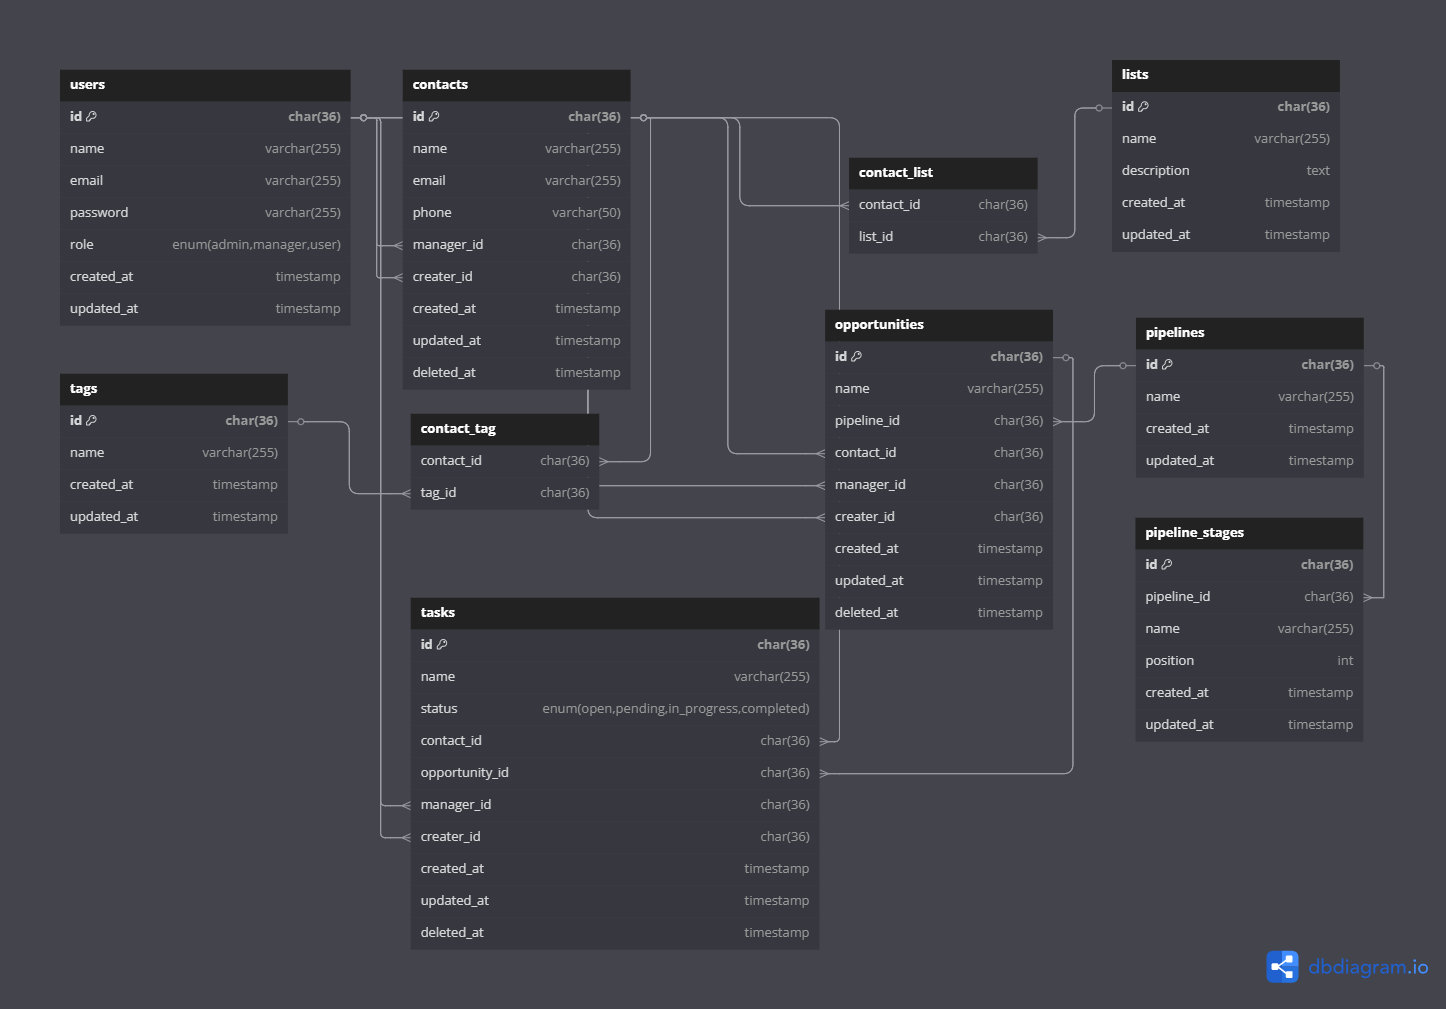 users
id char(36)
name varchar(255)
email varchar(255)
password varchar(255)
role enum(admin,manager,user)
created_at timestamp
updated_at timestamp
contacts
id char(36)
name varchar(255)
email varchar(255)
phone varchar(50)
manager_id char(36)
creater_id char(36)
created_at timestamp
updated_at timestamp
deleted_at timestamp
contact_list
contact_id char(36)
list_id char(36)
lists
id char(36)
name varchar(255)
description text
created_at timestamp
updated_at timestamp
tags
id char(36)
name varchar(255)
created_at timestamp
updated_at timestamp
contact_tag
contact_id char(36)
tag_id char(36)
opportunities
id char(36)
name varchar(255)
pipeline_id char(36)
contact_id char(36)
manager_id char(36)
creater_id char(36)
created_at timestamp
updated_at timestamp
deleted_at timestamp
pipelines
id char(36)
name varchar(255)
created_at timestamp
updated_at timestamp
pipeline_stages
id char(36)
pipeline_id char(36)
name varchar(255)
position int
created_at timestamp
updated_at timestamp
tasks
id char(36)
name varchar(255)
status enum(open,pending,in_progress,completed)
contact_id char(36)
opportunity_id char(36)
manager_id char(36)
creater_id char(36)
created_at timestamp
updated_at timestamp
deleted_at timestamp
dbdiagram.io